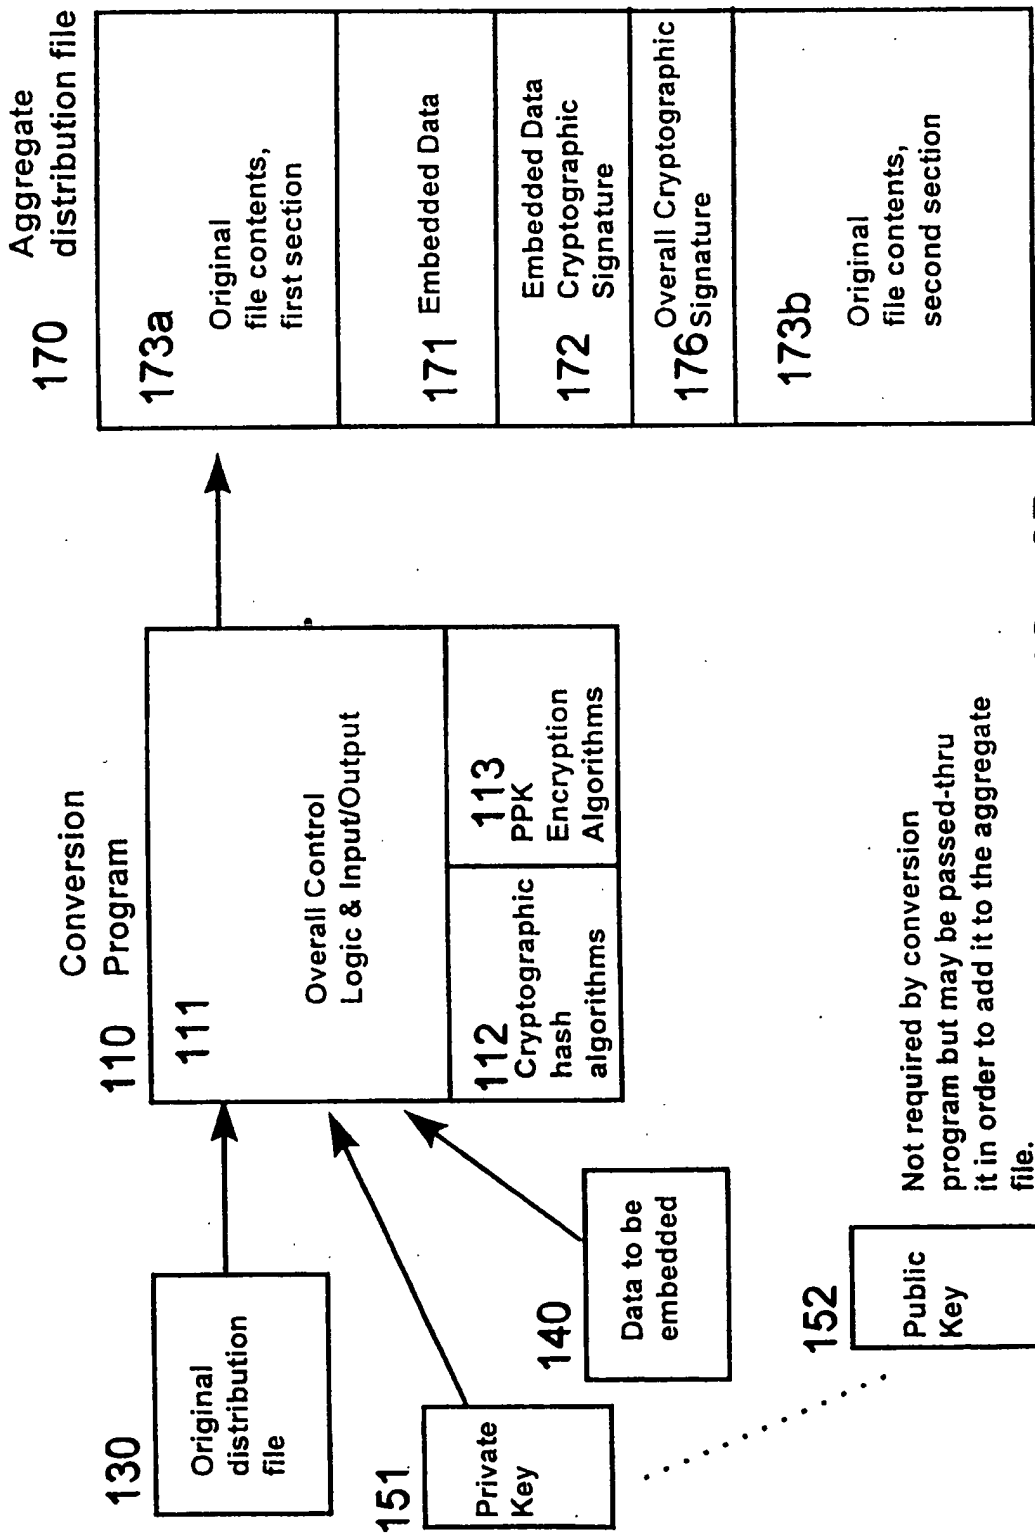 130
Original
distribution
file
151
Private
Key
140
Data to be
embedded
152
Public
Key
Not required by conversion
program but may be passed-thru
it in order to add it to the aggregate
file.
Conversion
110 Program
111
Overall Control
Logic & Input/Output
112
Cryptographic
hash
algorithms
113
PPK
Encryption
Algorithms
Aggregate
170 distribution file
173a
Original
file contents,
first section
171 Embedded Data
Embedded Data
172 Cryptographic
Signature
Overall Cryptographic
176 Signature
173b
Original
file contents,
second section